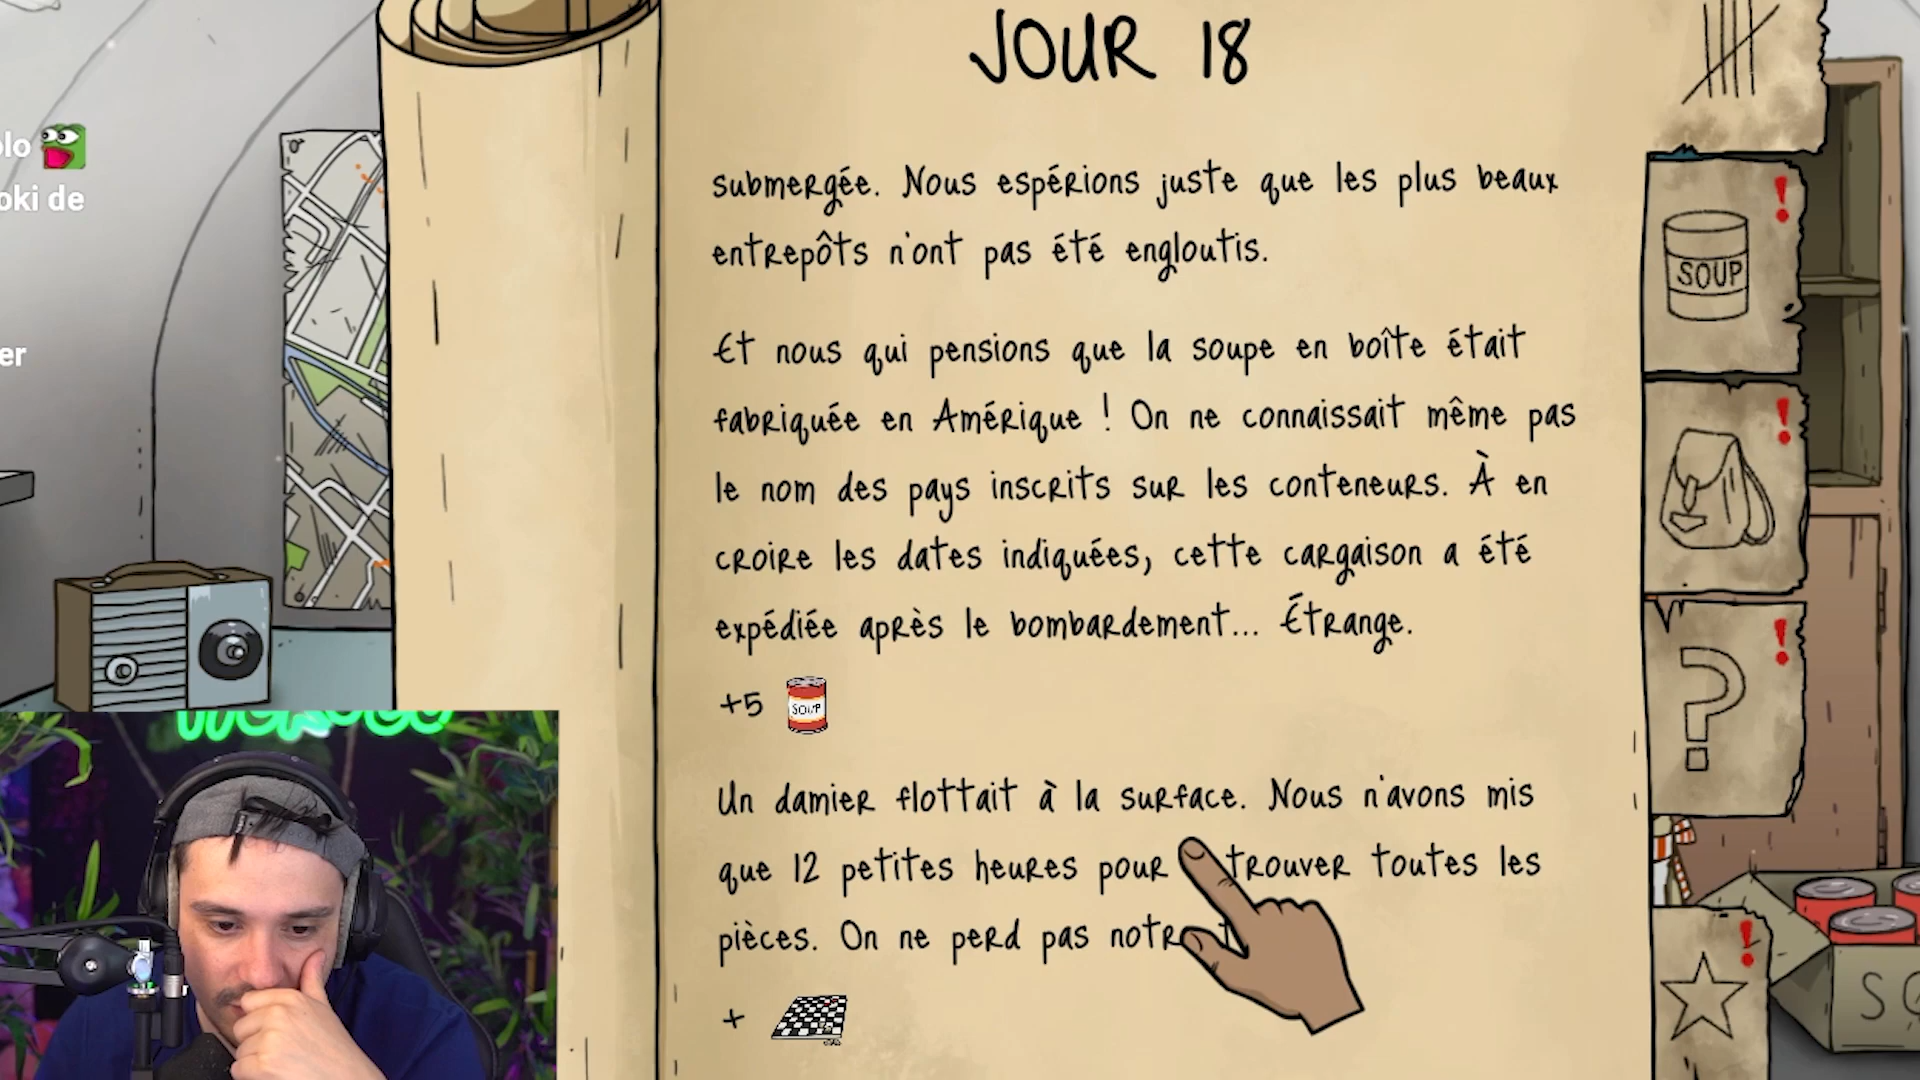 JOUR 18
submergée. Nous espérions juste que les plus beaux
entrepôts n'ont pas été engloutis.
Et nous qui pensions que la soupe en boîte était
fabriquée en Amérique ! On ne connaissait même pas
le nom des pays inscrits sur les conteneurs. À en
croire les dates indiquées, cette cargaison a été
expédiée après le bombardement... Étrange.
+5 SOUP
Un damier flottait à la surface. Nous n'avons mis
que 12 petites heures pour trouver toutes les
pièces. On ne perd pas notre
+
SOUP
!
!
?
!
!
olo
oki de
er